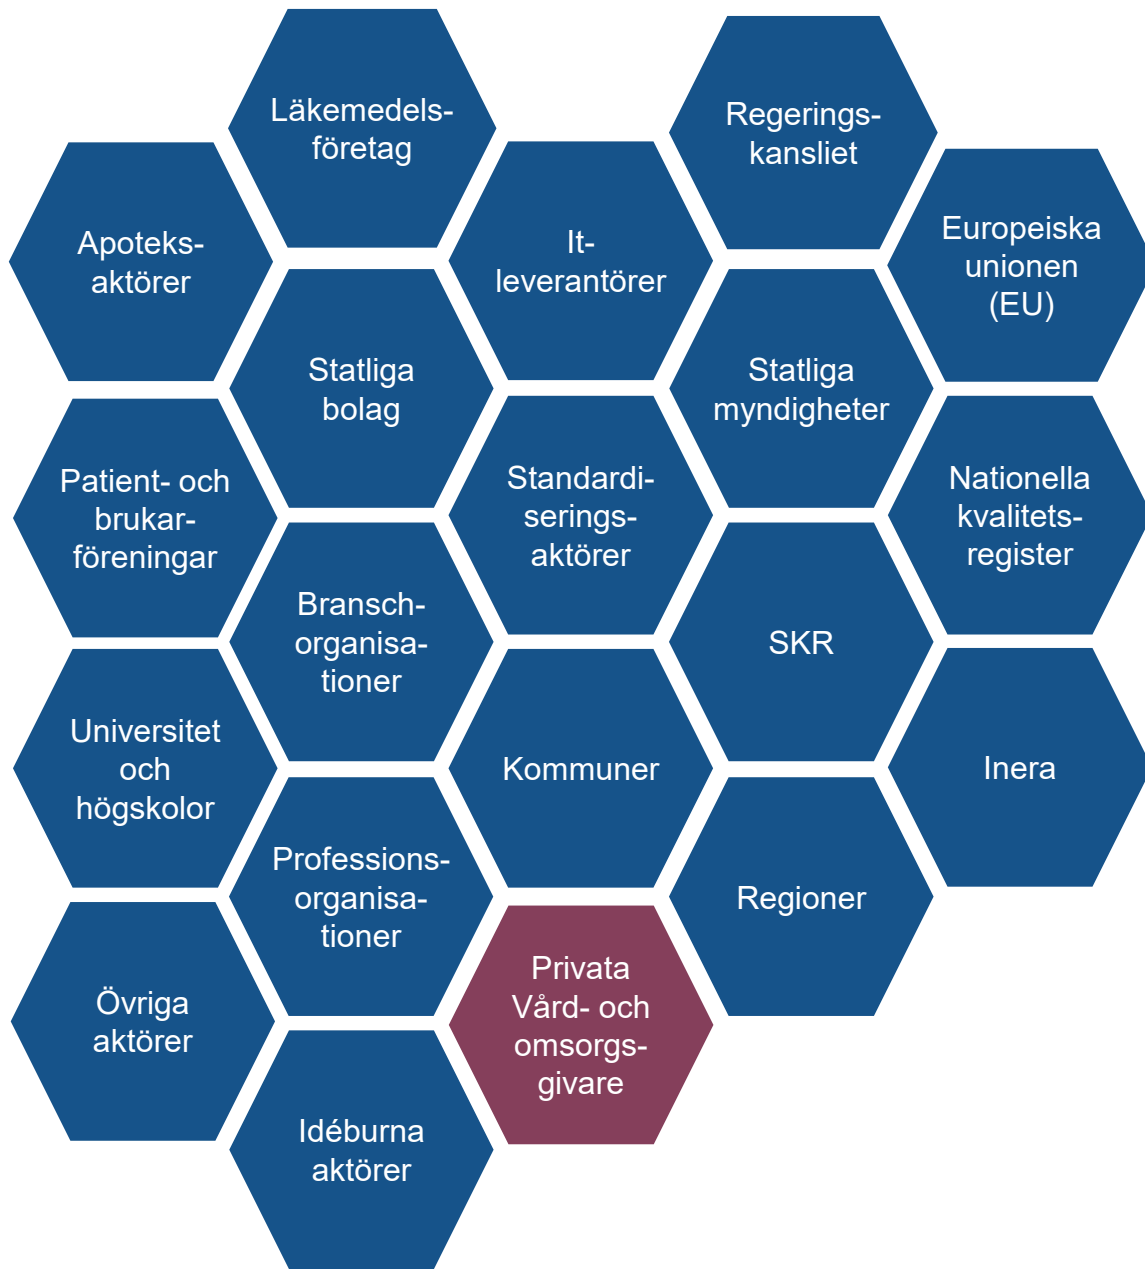 Läkemedels-
företag
Regerings-
kansliet
Apoteks-
aktörer
It-
leverantörer
Europeiska
unionen
(EU)
Statliga
bolag
Statliga
myndigheter
Patient- och
brukar-
föreningar
Standardi-
serings-
aktörer
Nationella
kvalitets-
register
Bransch-
organisa-
tioner
SKR
Universitet
och
högskolor
Kommuner
Inera
Professions-
organisa-
tioner
Regioner
Övriga
aktörer
Privata
Vård- och
omsorgs-
givare
Idéburna
aktörer